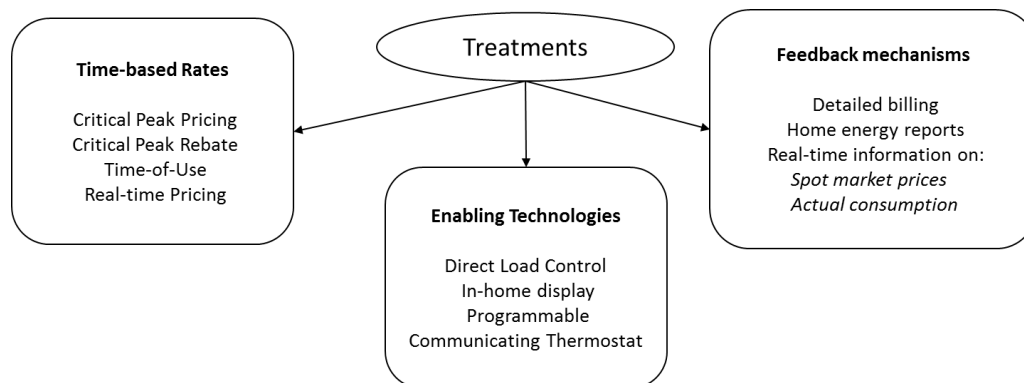 Treatments
Time-based Rates
Critical Peak Pricing
Critical Peak Rebate
Time-of-Use
Real-time Pricing
Enabling Technologies
Direct Load Control
In-home display
Programmable
Communicating Thermostat
Feedback mechanisms
Detailed billing
Home energy reports
Real-time information on:
Spot market prices
Actual consumption